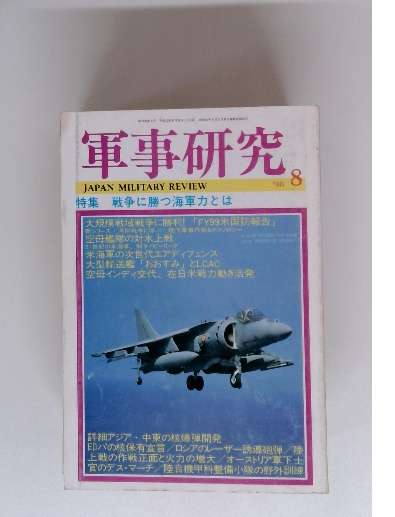 軍事研究
JAPAN MILITARY REVIEW
'98 8
特集 戦争に勝つ海軍力とは
大規模戦域戦争に勝利!「FY99米国防報告」
空母艦隊の対水上戦
米海軍の次世代エアディフェンス
大型輸送艦「おおすみ」とLCAC
空母インディ交代、在日米戦力動き活発
詳細アジア・中東の核爆弾開発
印パの核保有宣言/ロシアのレーザー誘導砲弾/陸
上戦の作戦正面と火力の増大/オーストリア軍下士
官のデス・マーチ/陸自機甲科整備小隊の野外訓練